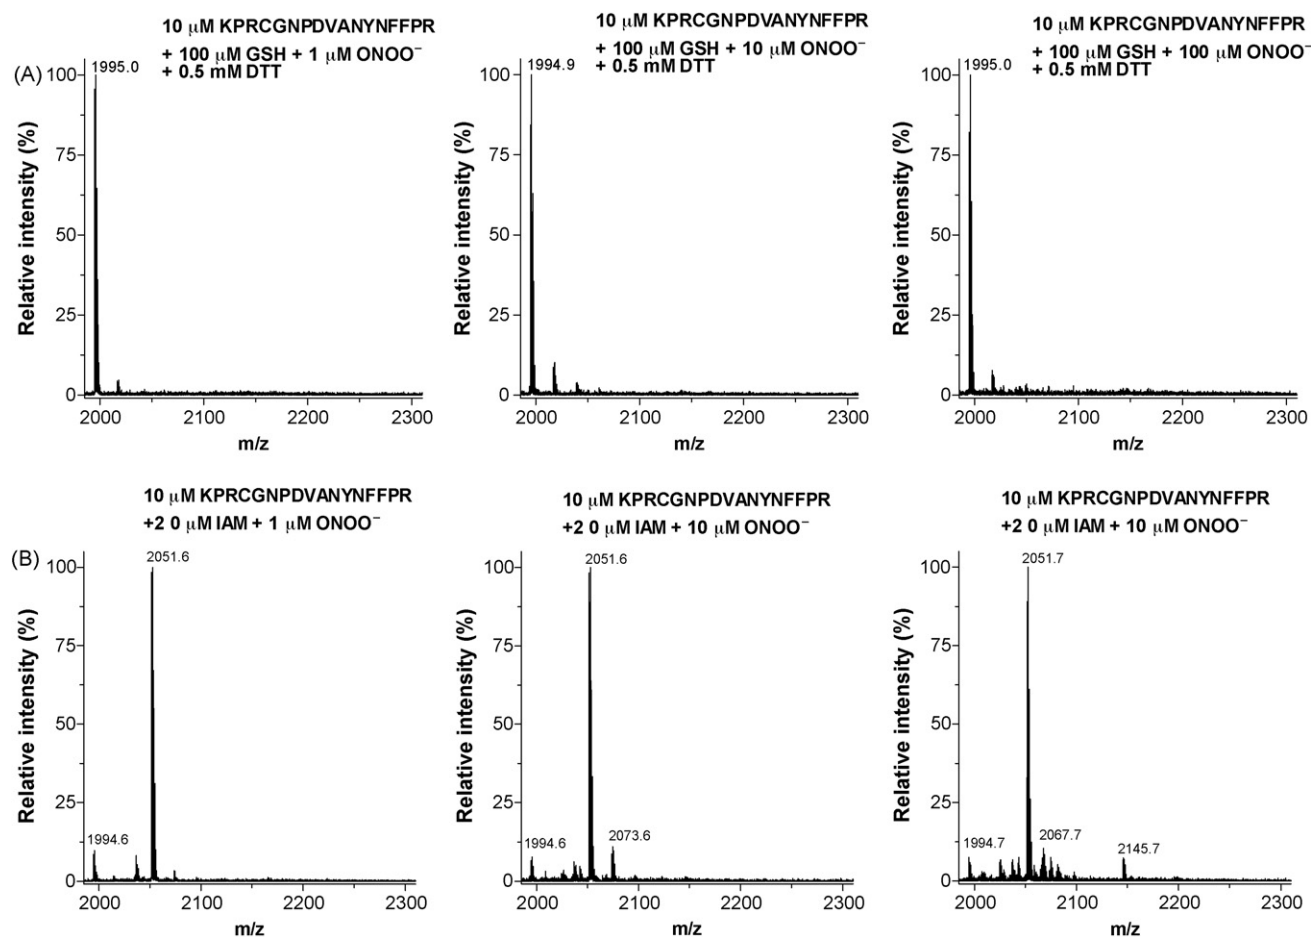 10 μM KPRCGNPDVANYNFFPR
+ 100 μM GSH + 1 μM ONOO⁻
+ 0.5 mM DTT
10 μM KPRCGNPDVANYNFFPR
+ 100 μM GSH + 10 μM ONOO⁻
+ 0.5 mM DTT
10 μM KPRCGNPDVANYNFFPR
+ 100 μM GSH + 100 μM ONOO⁻
+ 0.5 mM DTT
(A)
Relative intensity (%)
100
75
50
25
0
1995.0
2000
2100
2200
2300
m/z
Relative intensity (%)
100
75
50
25
0
1994.9
2000
2100
2200
2300
m/z
Relative intensity (%)
100
75
50
25
0
1995.0
2000
2100
2200
2300
m/z
10 μM KPRCGNPDVANYNFFPR
+2 0 μM IAM + 1 μM ONOO⁻
10 μM KPRCGNPDVANYNFFPR
+2 0 μM IAM + 10 μM ONOO⁻
10 μM KPRCGNPDVANYNFFPR
+2 0 μM IAM + 10 μM ONOO⁻
(B)
Relative intensity (%)
100
75
50
25
0
2051.6
1994.6
2000
2100
2200
2300
m/z
Relative intensity (%)
100
75
50
25
0
2051.6
1994.6
2073.6
2000
2100
2200
2300
m/z
Relative intensity (%)
100
75
50
25
0
2051.7
1994.7
2067.7
2145.7
2000
2100
2200
2300
m/z